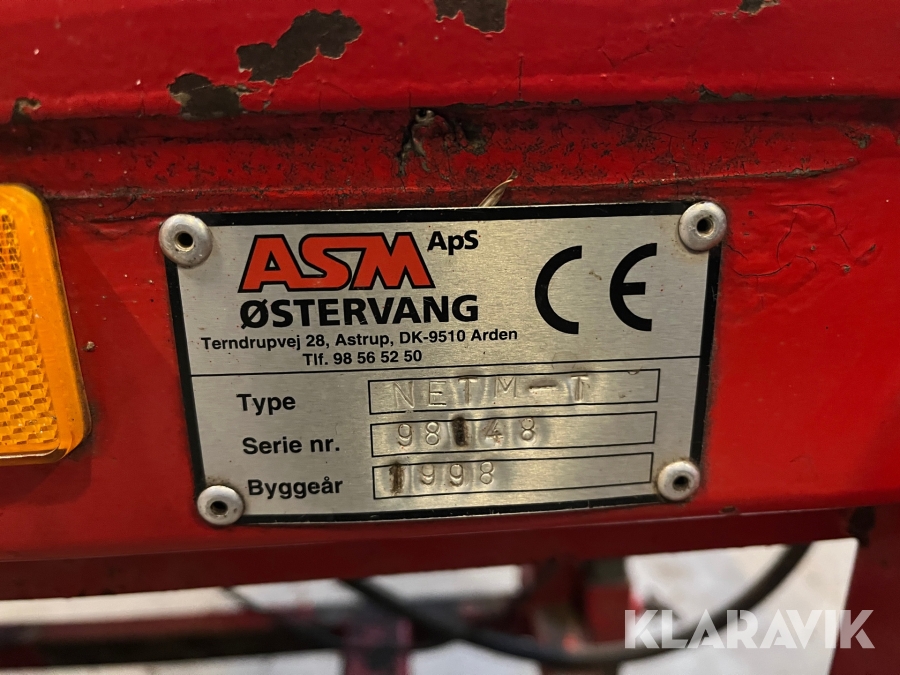 ASM ApS
ØSTERVANG
CE
Terndrupvej 28, Astrup, DK-9510 Arden
Tlf. 98 56 52 50
Type NETM-T
Serie nr. 98148
Byggeår 1998
KLARAVIK